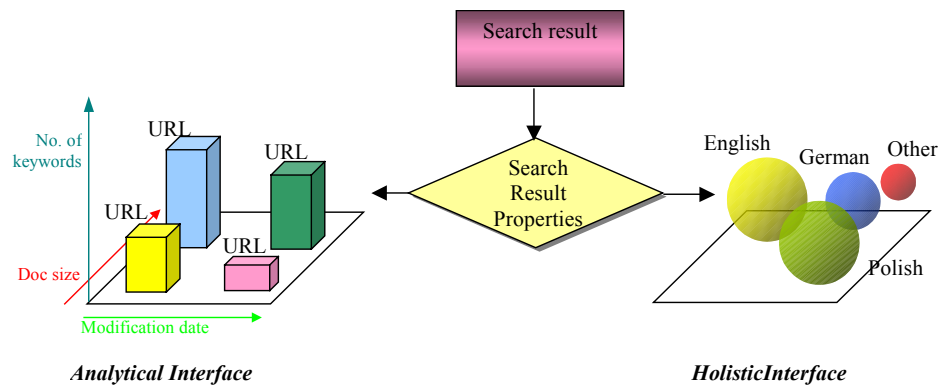 Search result
No. of
keywords
URL
URL
URL
URL
Doc size
Modification date
Analytical Interface
Search
Result
Properties
English
German
Other
Polish
HolisticInterface